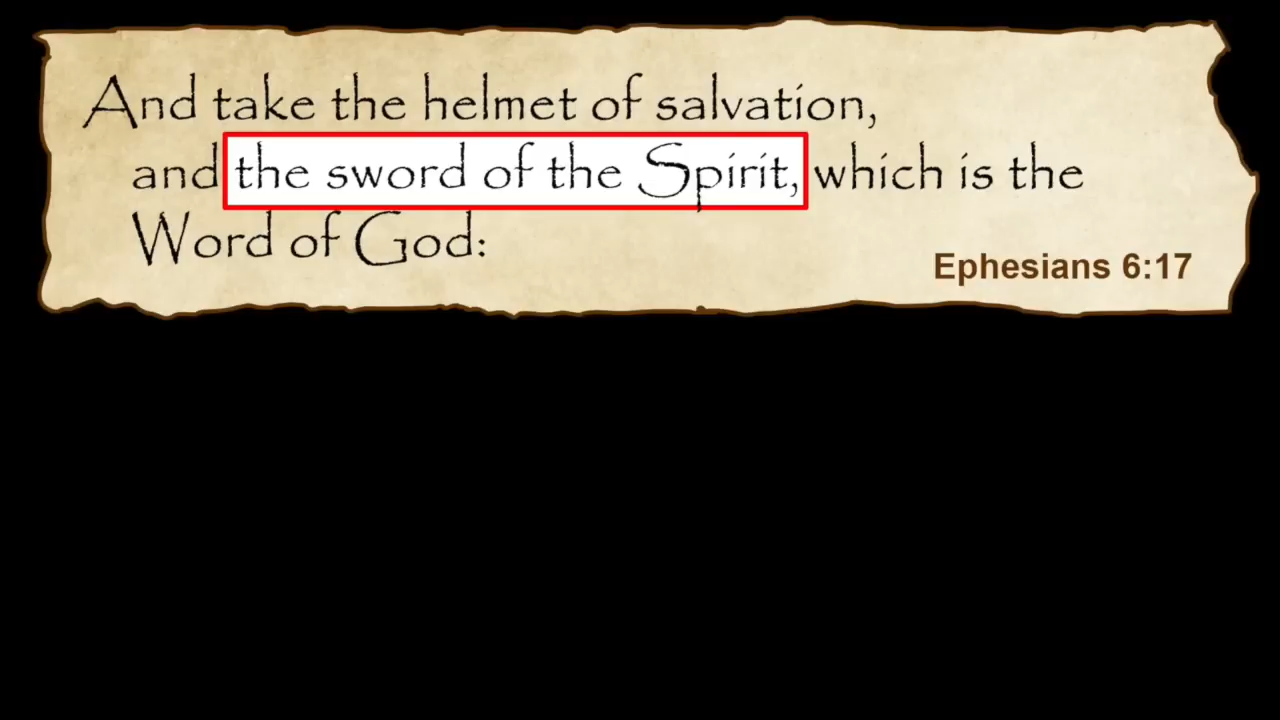 And take the helmet of salvation,
and the sword of the Spirit, which is the
Word of God:
Ephesians 6:17